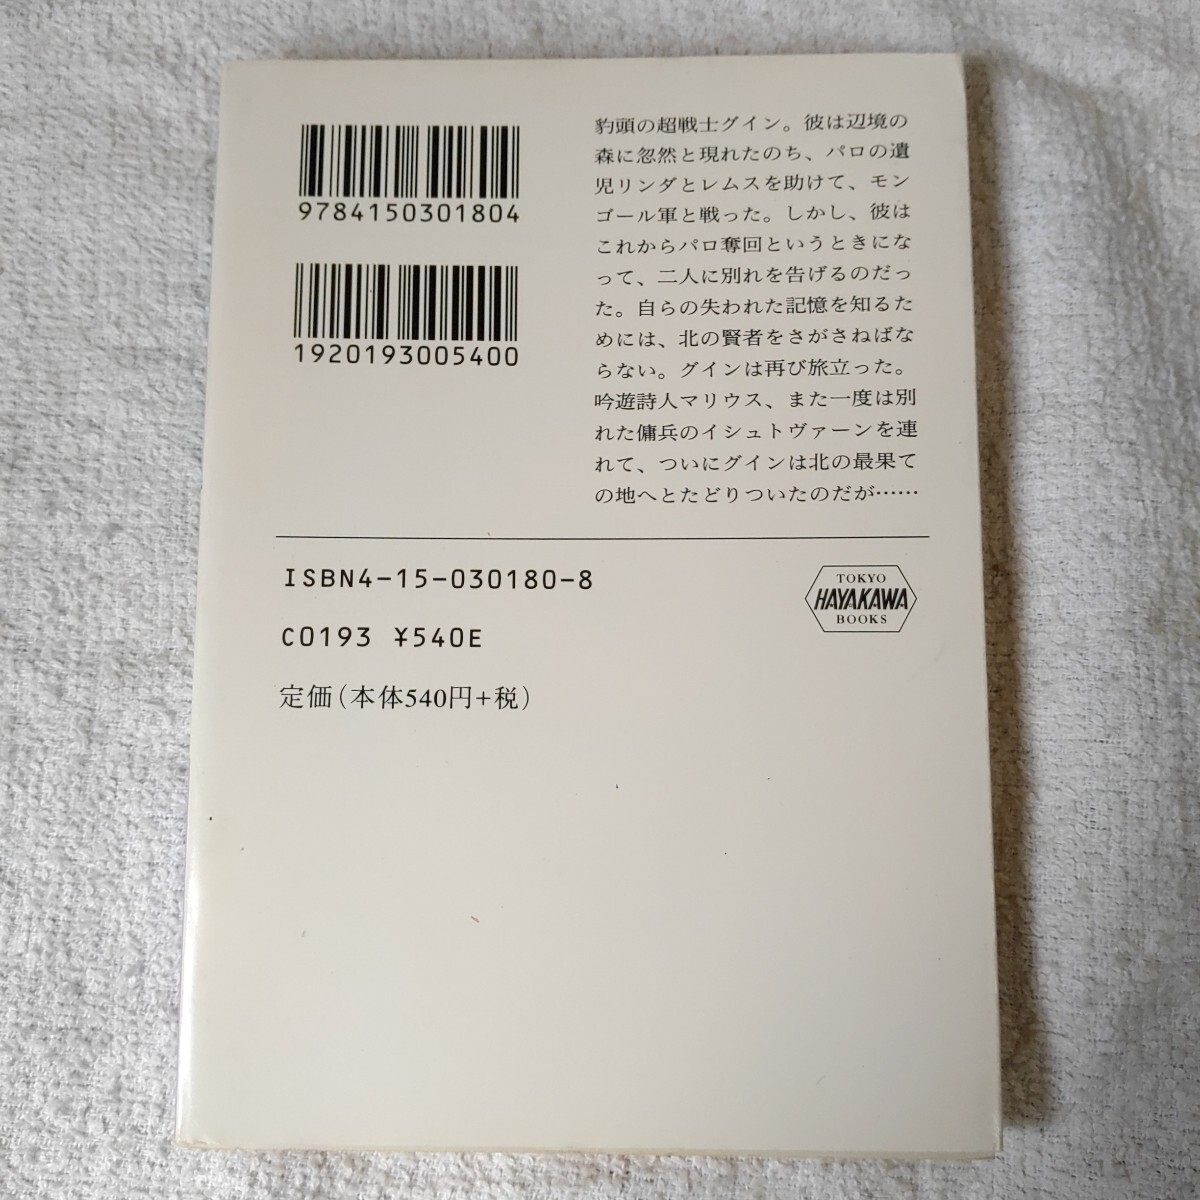 9784150301804
1920193005400
豹頭の超戦士グイン。彼は辺境の
森に忽然と現れたのち、パロの遺
児リンダとレムスを助けて、モン
ゴール軍と戦った。しかし、彼は
これからパロ奪回というときにな
って、二人に別れを告げるのだっ
た。自らの失われた記憶を知るた
めには、北の賢者をさがさねばな
らない。グインは再び旅立った。
吟遊詩人マリウス、また一度は別
れた傭兵のイシュトヴァーンを連
れて、ついにグインは北の最果て
の地へとたどりついたのだが……
ISBN4-15-030180-8
C0193 ¥540E
定価(本体540円+税)
TOKYO
HAYAKAWA
BOOKS